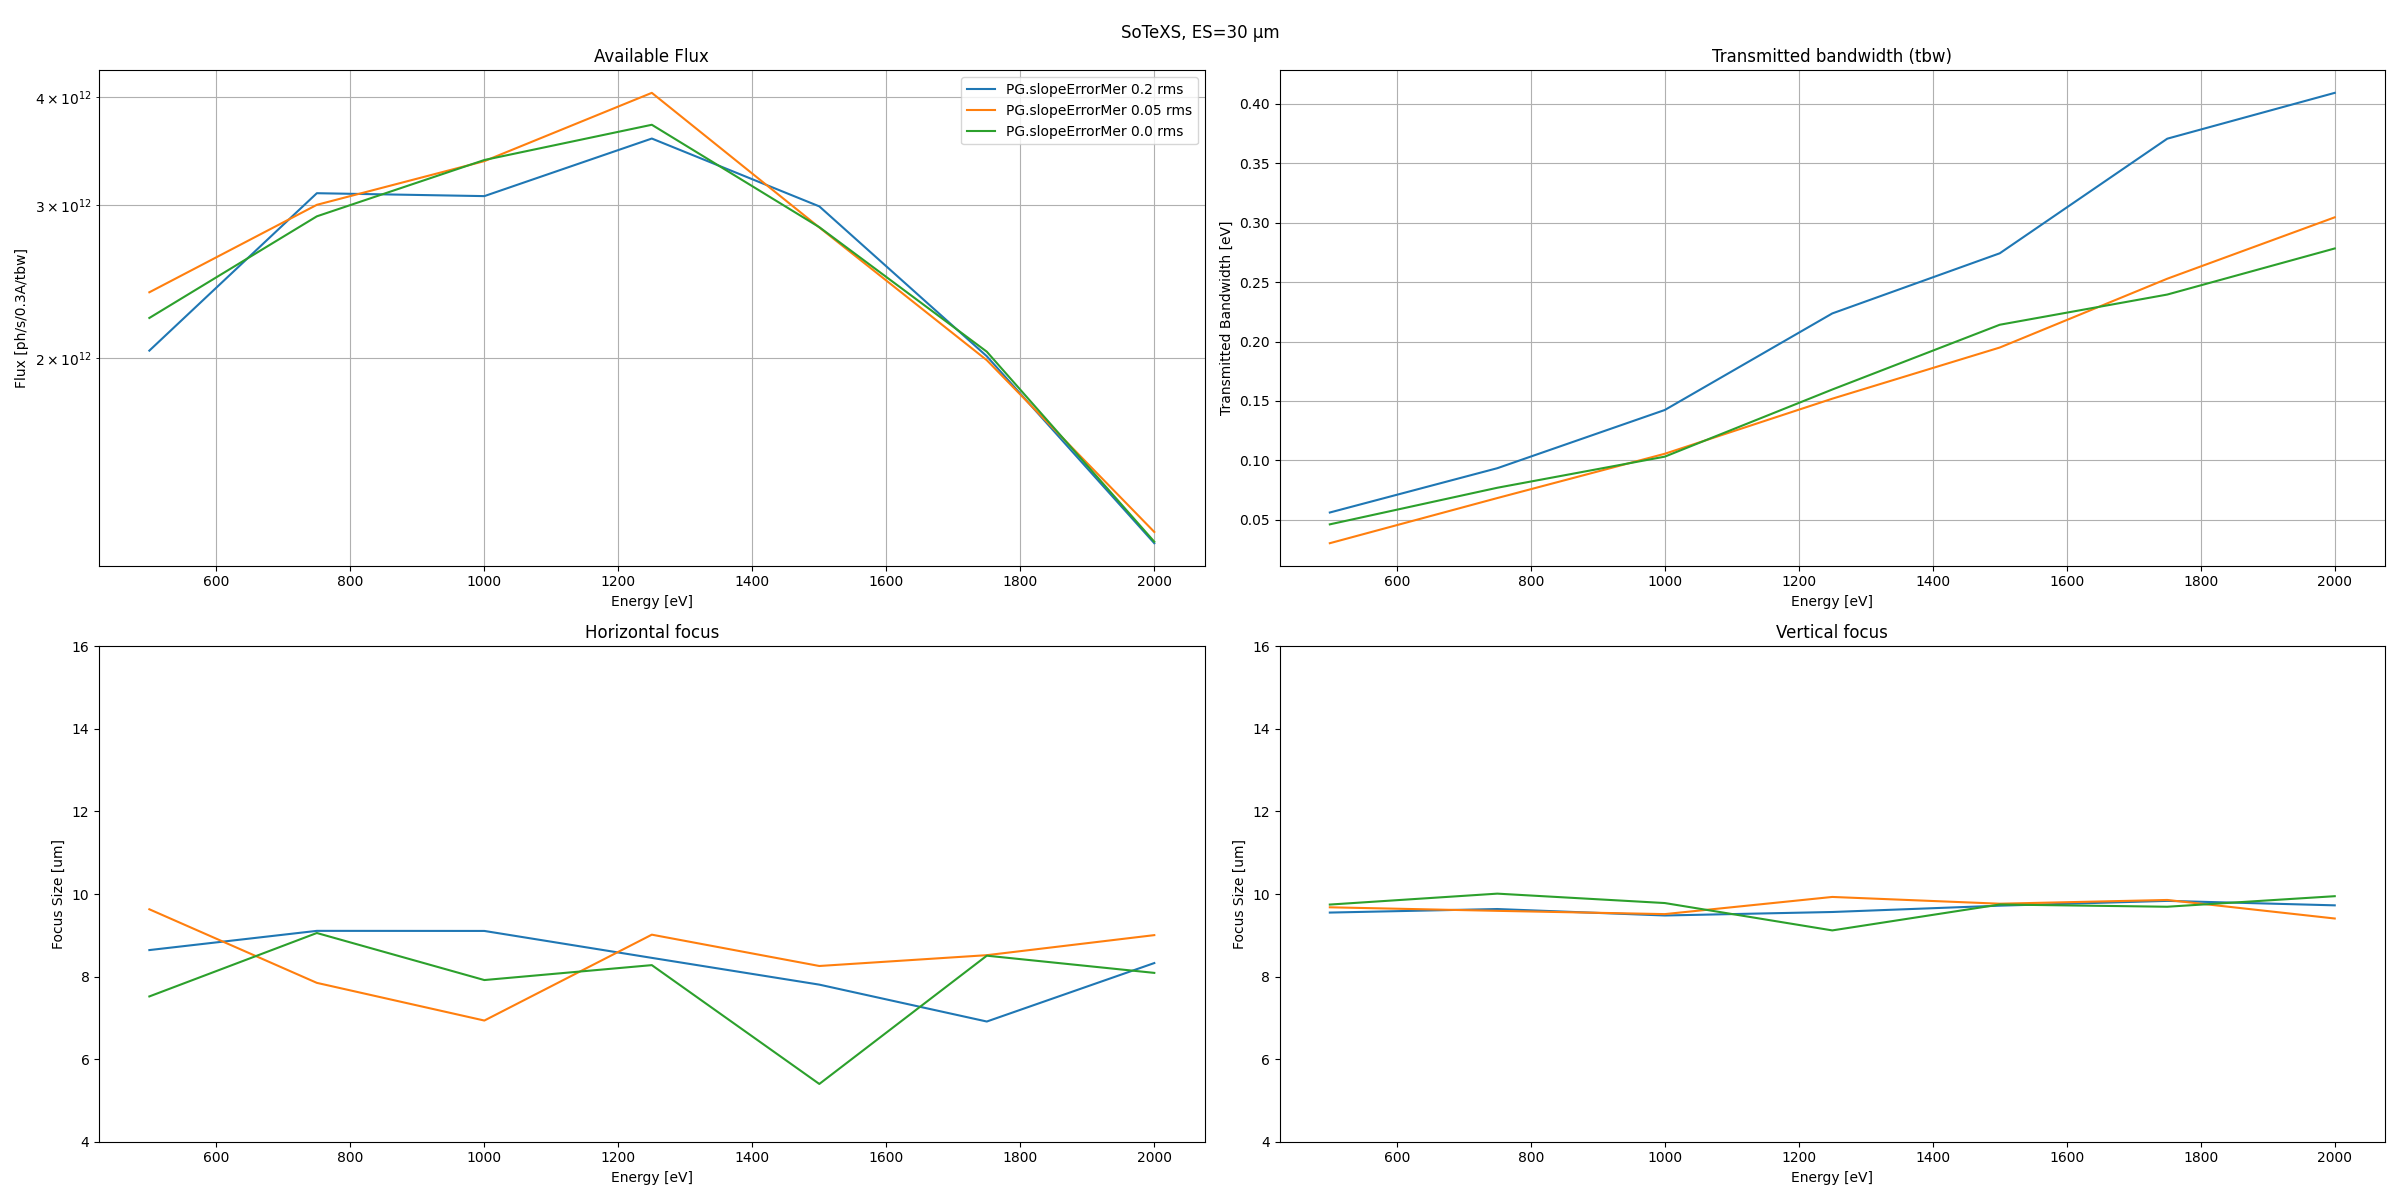 SoTeXS, ES=30 μm
Available Flux
4 × 10¹²
3 × 10¹²
2 × 10¹²
Flux [ph/s/0.3A/tbw]
PG.slopeErrorMer 0.2 rms
PG.slopeErrorMer 0.05 rms
PG.slopeErrorMer 0.0 rms
600 800 1000 1200 1400 1600 1800 2000
Energy [eV]
Transmitted bandwidth (tbw)
0.40
0.35
0.30
0.25
0.20
0.15
0.10
0.05
Transmitted Bandwidth [eV]
600 800 1000 1200 1400 1600 1800 2000
Energy [eV]
Horizontal focus
16
14
12
10
8
6
4
Focus Size [um]
600 800 1000 1200 1400 1600 1800 2000
Energy [eV]
Vertical focus
16
14
12
10
8
6
4
Focus Size [um]
600 800 1000 1200 1400 1600 1800 2000
Energy [eV]